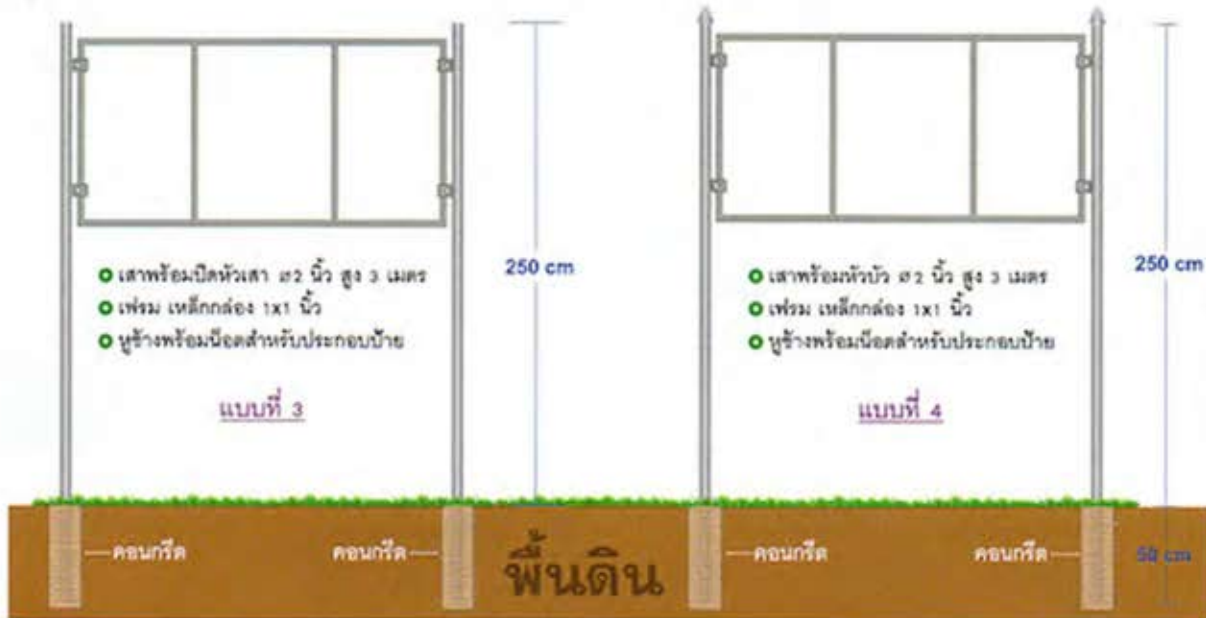 เสาพร้อมปิดหัวเสา ⌀2 นิ้ว สูง 3 เมตร
เฟรม เหล็กกล่อง 1x1 นิ้ว
หูช้างพร้อมน็อตสำหรับประกอบป้าย
แบบที่ 3
250 cm
เสาพร้อมหัวบัว ⌀2 นิ้ว สูง 3 เมตร
เฟรม เหล็กกล่อง 1x1 นิ้ว
หูช้างพร้อมน็อตสำหรับประกอบป้าย
แบบที่ 4
250 cm
คอนกรีต
คอนกรีต
พื้นดิน
คอนกรีต
คอนกรีต
50 cm